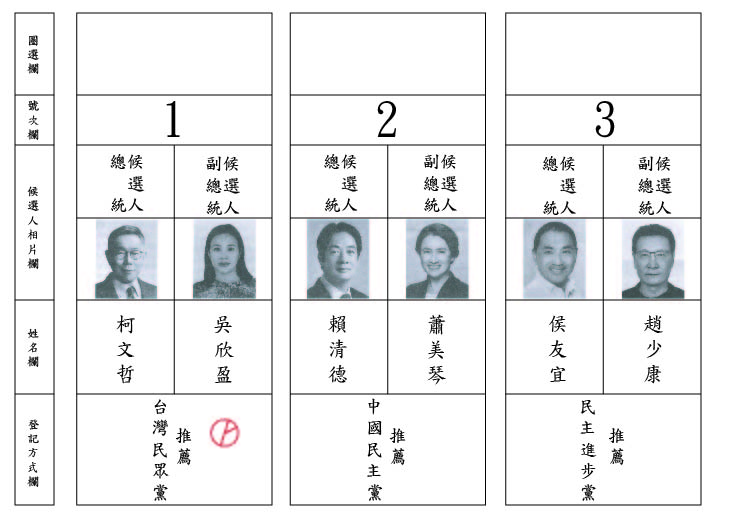 圈選欄
號次欄
1
2
3
候選人相片欄
總統
候選人
副總統
候選人
總統
候選人
副總統
候選人
總統
候選人
副總統
候選人
姓名欄
柯文哲
吳欣盈
賴清德
蕭美琴
侯友宜
趙少康
登記方式欄
台灣民眾黨
推薦
中國民主黨
推薦
民主進步黨
推薦